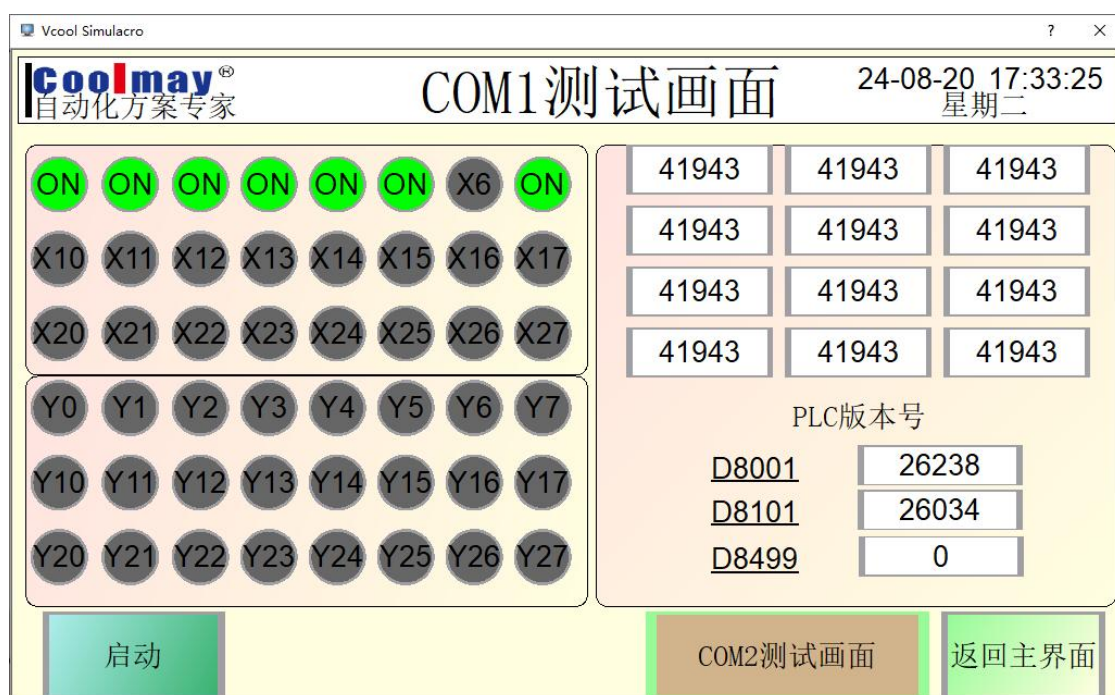 Vcool Simulacro
Coolmay®
自动化方案专家
COM1测试画面
24-08-20 17:33:25
星期二
ON ON ON ON ON ON X6 ON
X10 X11 X12 X13 X14 X15 X16 X17
X20 X21 X22 X23 X24 X25 X26 X27
Y0 Y1 Y2 Y3 Y4 Y5 Y6 Y7
Y10 Y11 Y12 Y13 Y14 Y15 Y16 Y17
Y20 Y21 Y22 Y23 Y24 Y25 Y26 Y27
41943 41943 41943
41943 41943 41943
41943 41943 41943
41943 41943 41943
PLC版本号
D8001 26238
D8101 26034
D8499 0
启动
COM2测试画面
返回主界面